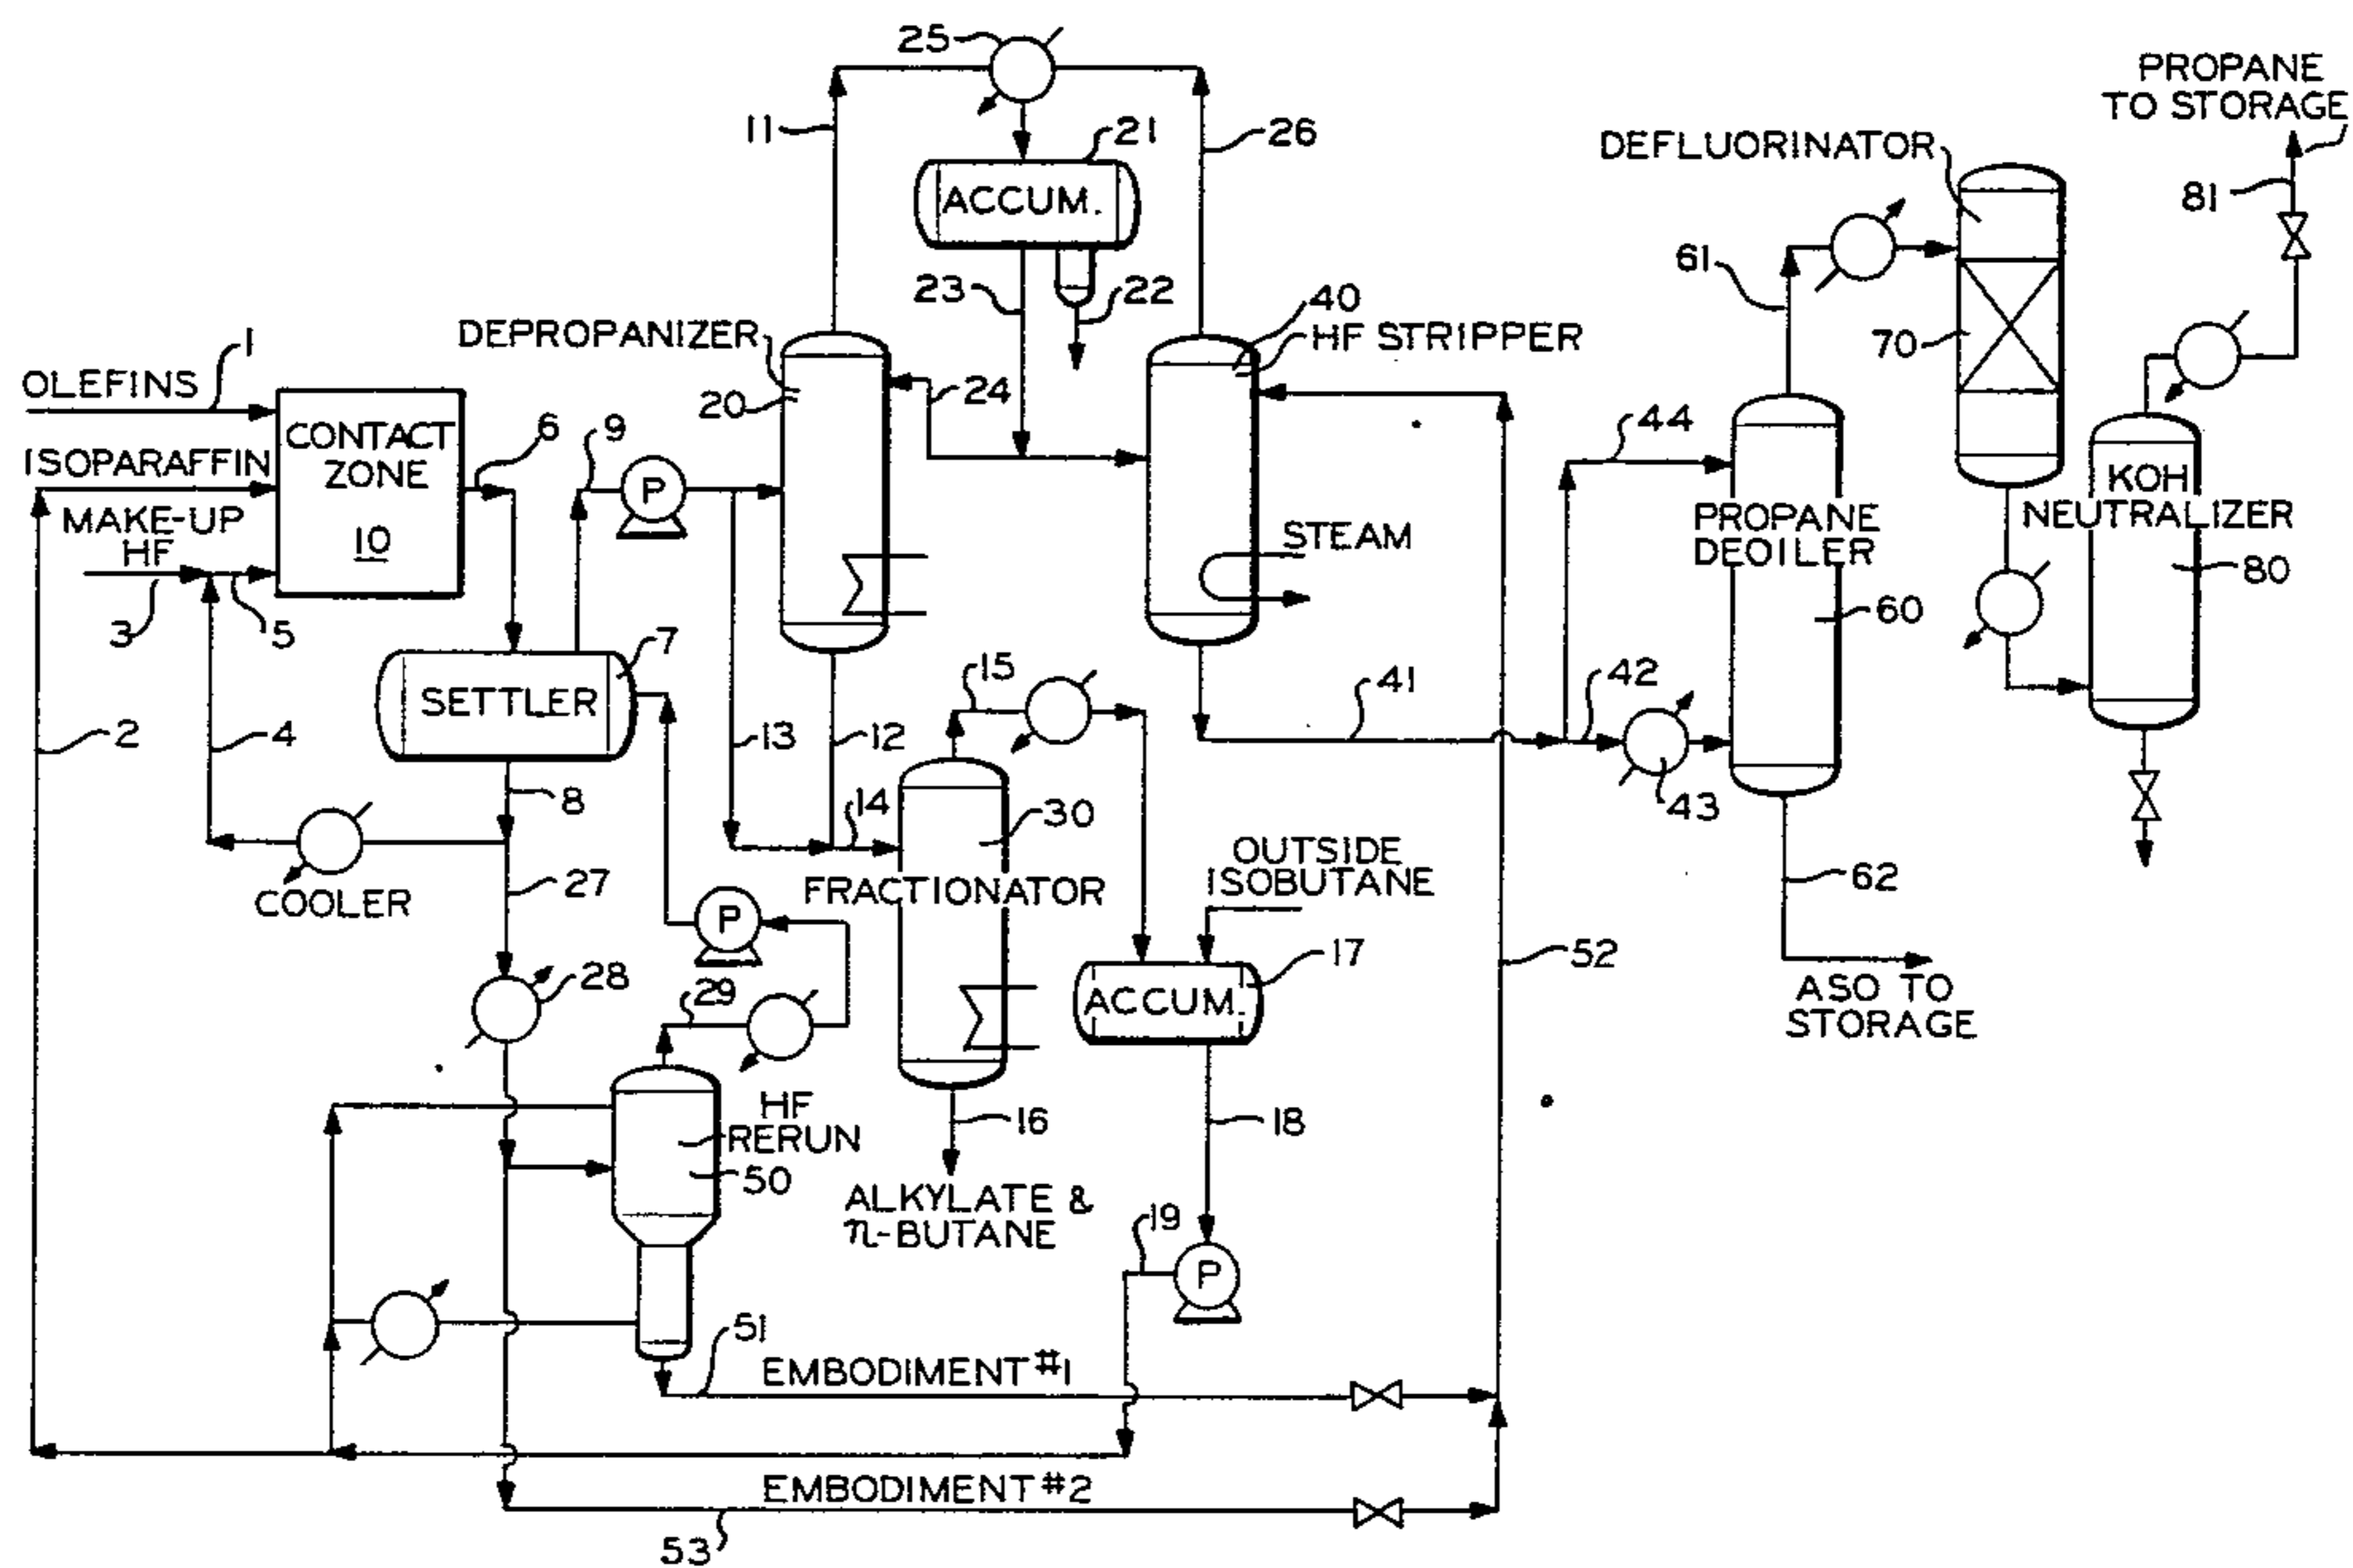 25
PROPANE
TO STORAGE
11
21
26
DEFLUORINATOR
81
ACCUM.
61
23
22
40
DEPROPANIZER
HF STRIPPER
1
70
OLEFINS
20
24
CONTACT
ZONE
10
6
9
44
ISOPARAFFIN
P
KOH
NEUTRALIZER
MAKE-UP
HF
PROPANE
DEOILER
STEAM
80
3
5
60
7
15
41
42
SETTLER
2
4
13
12
43
8
14
30
OUTSIDE
ISOBUTANE
COOLER
27
FRACTIONATOR
62
P
17
52
28
29
ACCUM.
ASO TO
STORAGE
HF
RERUN
50
16
18
ALKYLATE &
n-BUTANE
19
P
51
EMBODIMENT #1
EMBODIMENT #2
53